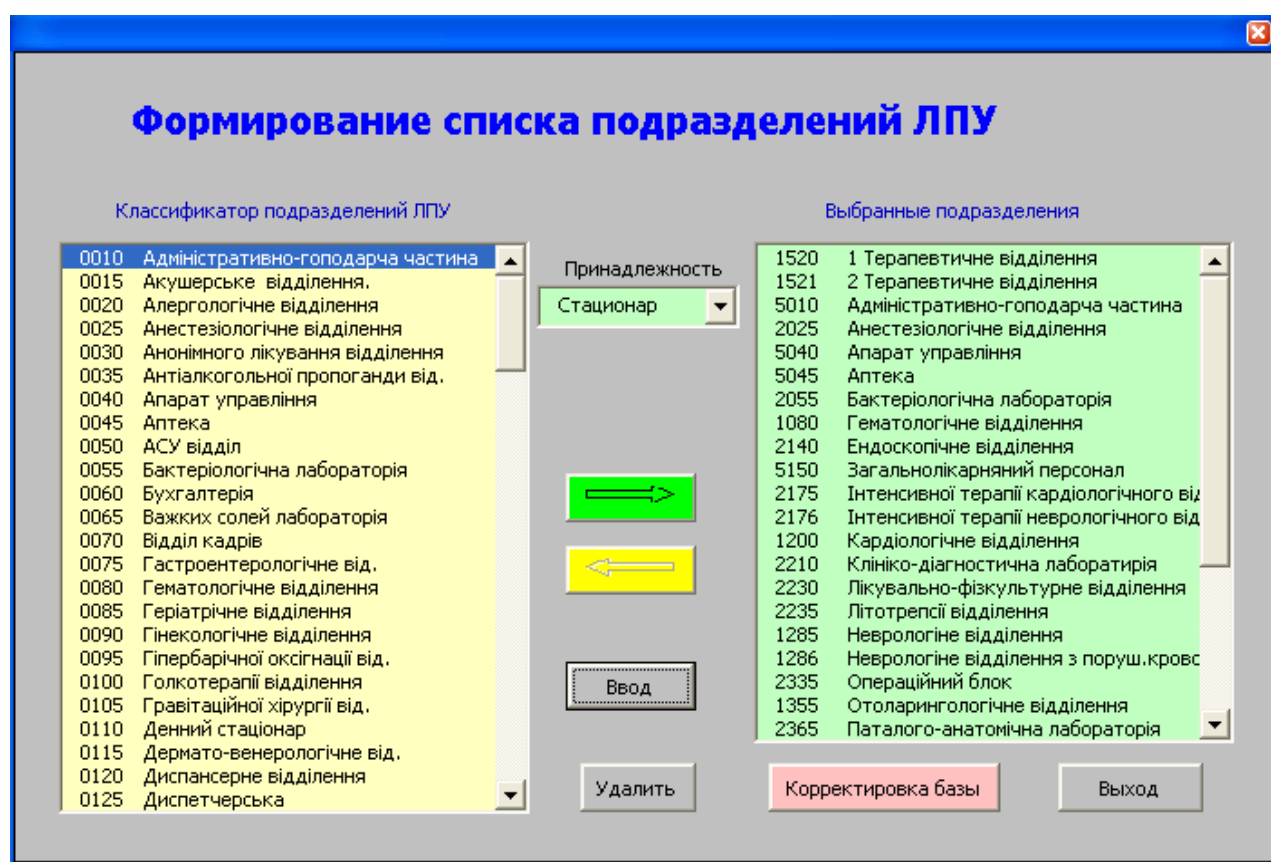 Формирование списка подразделений ЛПУ
Классификатор подразделений ЛПУ
0010 Адміністративно-гоподарча частина
0015 Акушерське відділення.
0020 Алергологічне відділення
0025 Анестезіологічне відділення
0030 Анонімного лікування відділення
0035 Антіалкогольної пропоганди від.
0040 Апарат управління
0045 Аптека
0050 АСУ відділ
0055 Бактеріологічна лабораторія
0060 Бухгалтерія
0065 Важких солей лабораторія
0070 Відділ кадрів
0075 Гастроентерологічне від.
0080 Гематологічне відділення
0085 Геріатрічне відділення
0090 Гінекологічне відділення
0095 Гіпербарічної оксігнації від.
0100 Голкотерапії відділення
0105 Гравітаційної хірургії від.
0110 Денний стаціонар
0115 Дермато-венерологічне від.
0120 Диспансерне відділення
0125 Диспетчерська
Принадлежность
Стационар
Ввод
Удалить
Выбранные подразделения
1520 1 Терапевтичне відділення
1521 2 Терапевтичне відділення
5010 Адміністративно-гоподарча частина
2025 Анестезіологічне відділення
5040 Апарат управління
5045 Аптека
2055 Бактеріологічна лабораторія
1080 Гематологічне відділення
2140 Ендоскопічне відділення
5150 Загальнолікарняний персонал
2175 Інтенсивної терапії кардіологічного від
2176 Інтенсивної терапії неврологічного від
1200 Кардіологічне відділення
2210 Клініко-діагностична лаборатирія
2230 Лікувально-фізкультурне відділення
2235 Літотрепсії відділення
1285 Неврологіне відділення
1286 Неврологіне відділення з поруш.кровс
2335 Операційний блок
1355 Отоларингологічне відділення
2365 Паталого-анатомічна лабораторія
Корректировка базы
Выход